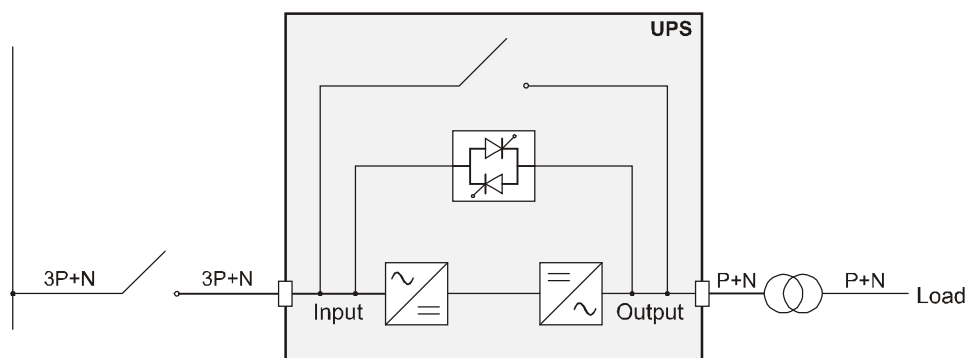 UPS
3P+N
3P+N
Input
Output
P+N
P+N
Load